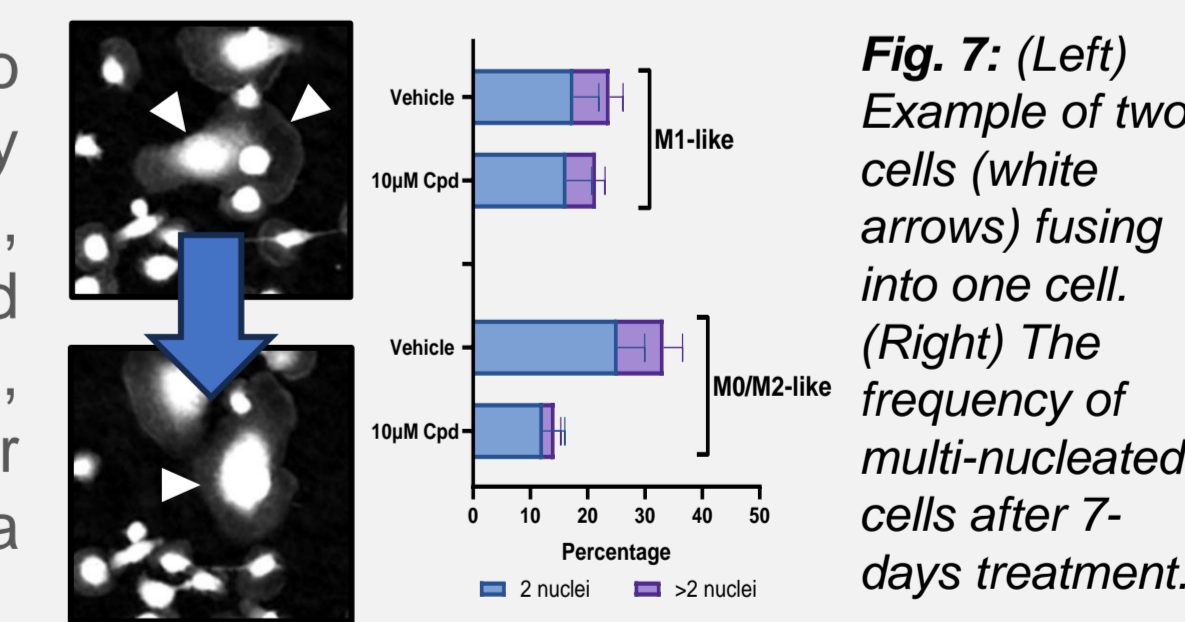 o
y
,
d
,
r
a
Vehicle
10µM Cpd
M1-like
Vehicle
10µM Cpd
M0/M2-like
0 10 20 30 40 50
Percentage
2 nuclei >2 nuclei
Fig. 7: (Left)
Example of two
cells (white
arrows) fusing
into one cell.
(Right) The
frequency of
multi-nucleated
cells after 7-
days treatment.